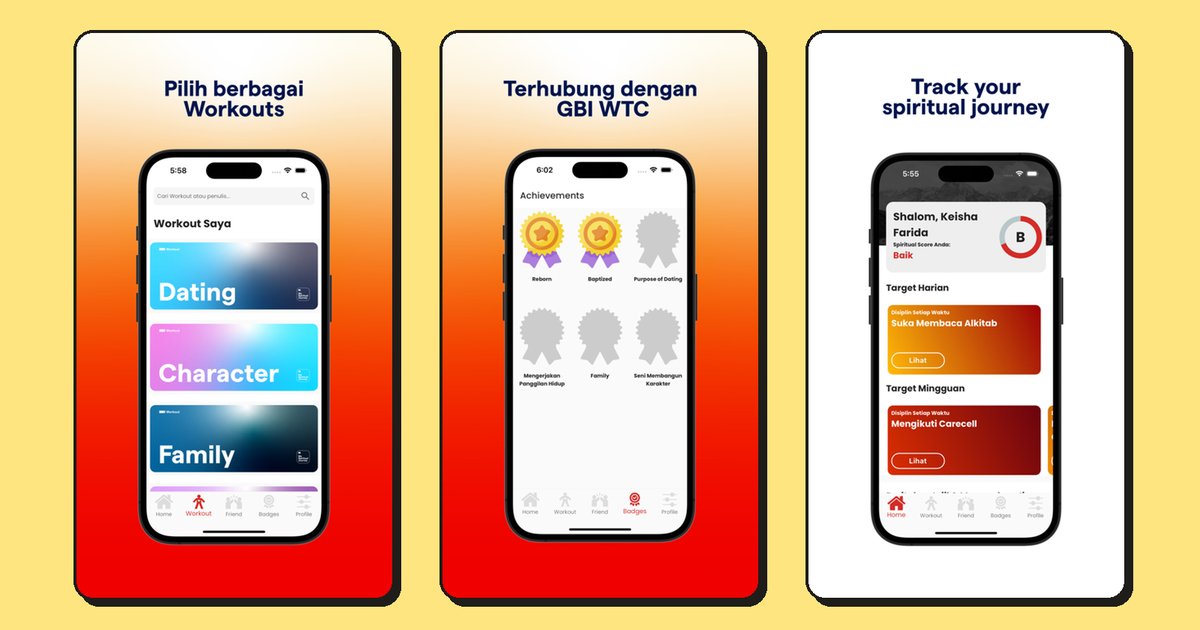 Pilih berbagai
Workouts
5:58
Cari Workout atau penulis...
Workout Saya
Workout
Dating
Workout
Character
Workout
Family
Home
Workout
Friend
Badges
Profile
Terhubung dengan
GBI WTC
6:02
Achievements
Reborn
Baptized
Purpose of Dating
Mengerjakan
Panggilan Hidup
Family
Seni Membangun
Karakter
Home
Workout
Friend
Badges
Profile
Track your
spiritual journey
5:55
Shalom, Keisha
Farida
Spiritual Score Anda:
Baik
B
Target Harian
Disiplin Setiap Waktu
Suka Membaca Alkitab
Lihat
Target Mingguan
Disiplin Setiap Waktu
Mengikuti Carecell
Lihat
Home
Workout
Friend
Badges
Profile